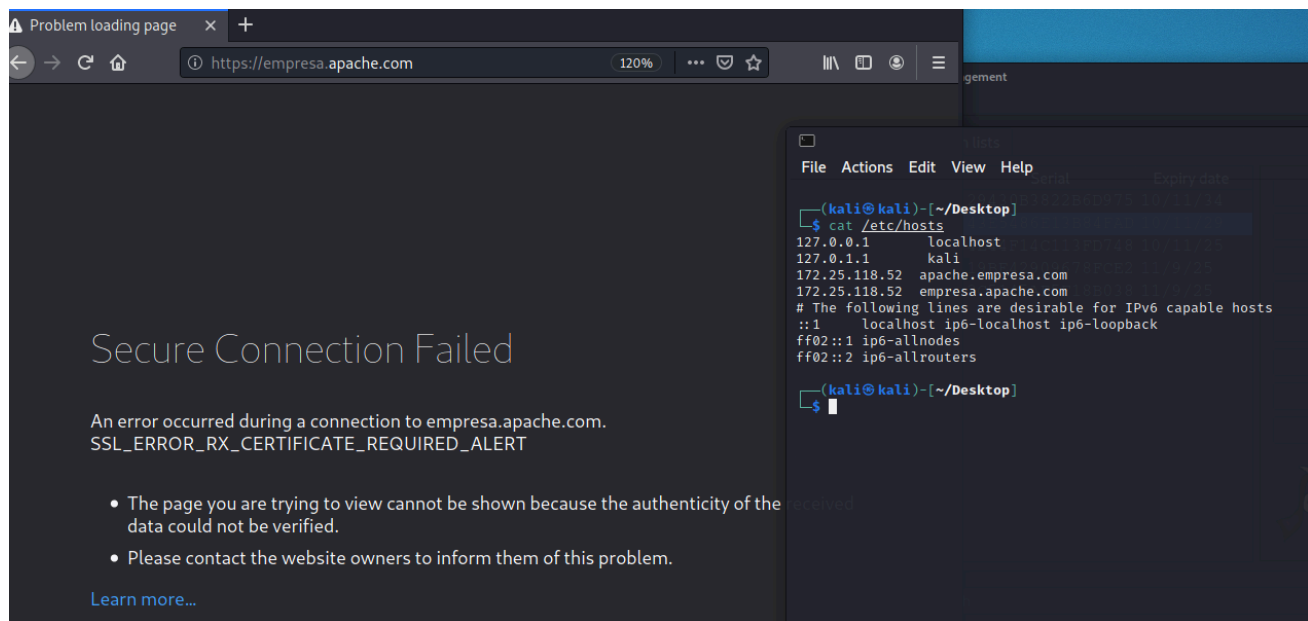 Problem loading page
https://empresa.apache.com
120%
Secure Connection Failed
An error occurred during a connection to empresa.apache.com.
SSL_ERROR_RX_CERTIFICATE_REQUIRED_ALERT
• The page you are trying to view cannot be shown because the authenticity of the received
data could not be verified.
• Please contact the website owners to inform them of this problem.
Learn more...
gement
lists
Serial Expiry date
File Actions Edit View Help
(kali㉿kali)-[~/Desktop]
$ cat /etc/hosts
127.0.0.1 localhost
127.0.1.1 kali
172.25.118.52 apache.empresa.com
172.25.118.52 empresa.apache.com
# The following lines are desirable for IPv6 capable hosts
::1 localhost ip6-localhost ip6-loopback
ff02::1 ip6-allnodes
ff02::2 ip6-allrouters
(kali㉿kali)-[~/Desktop]
$